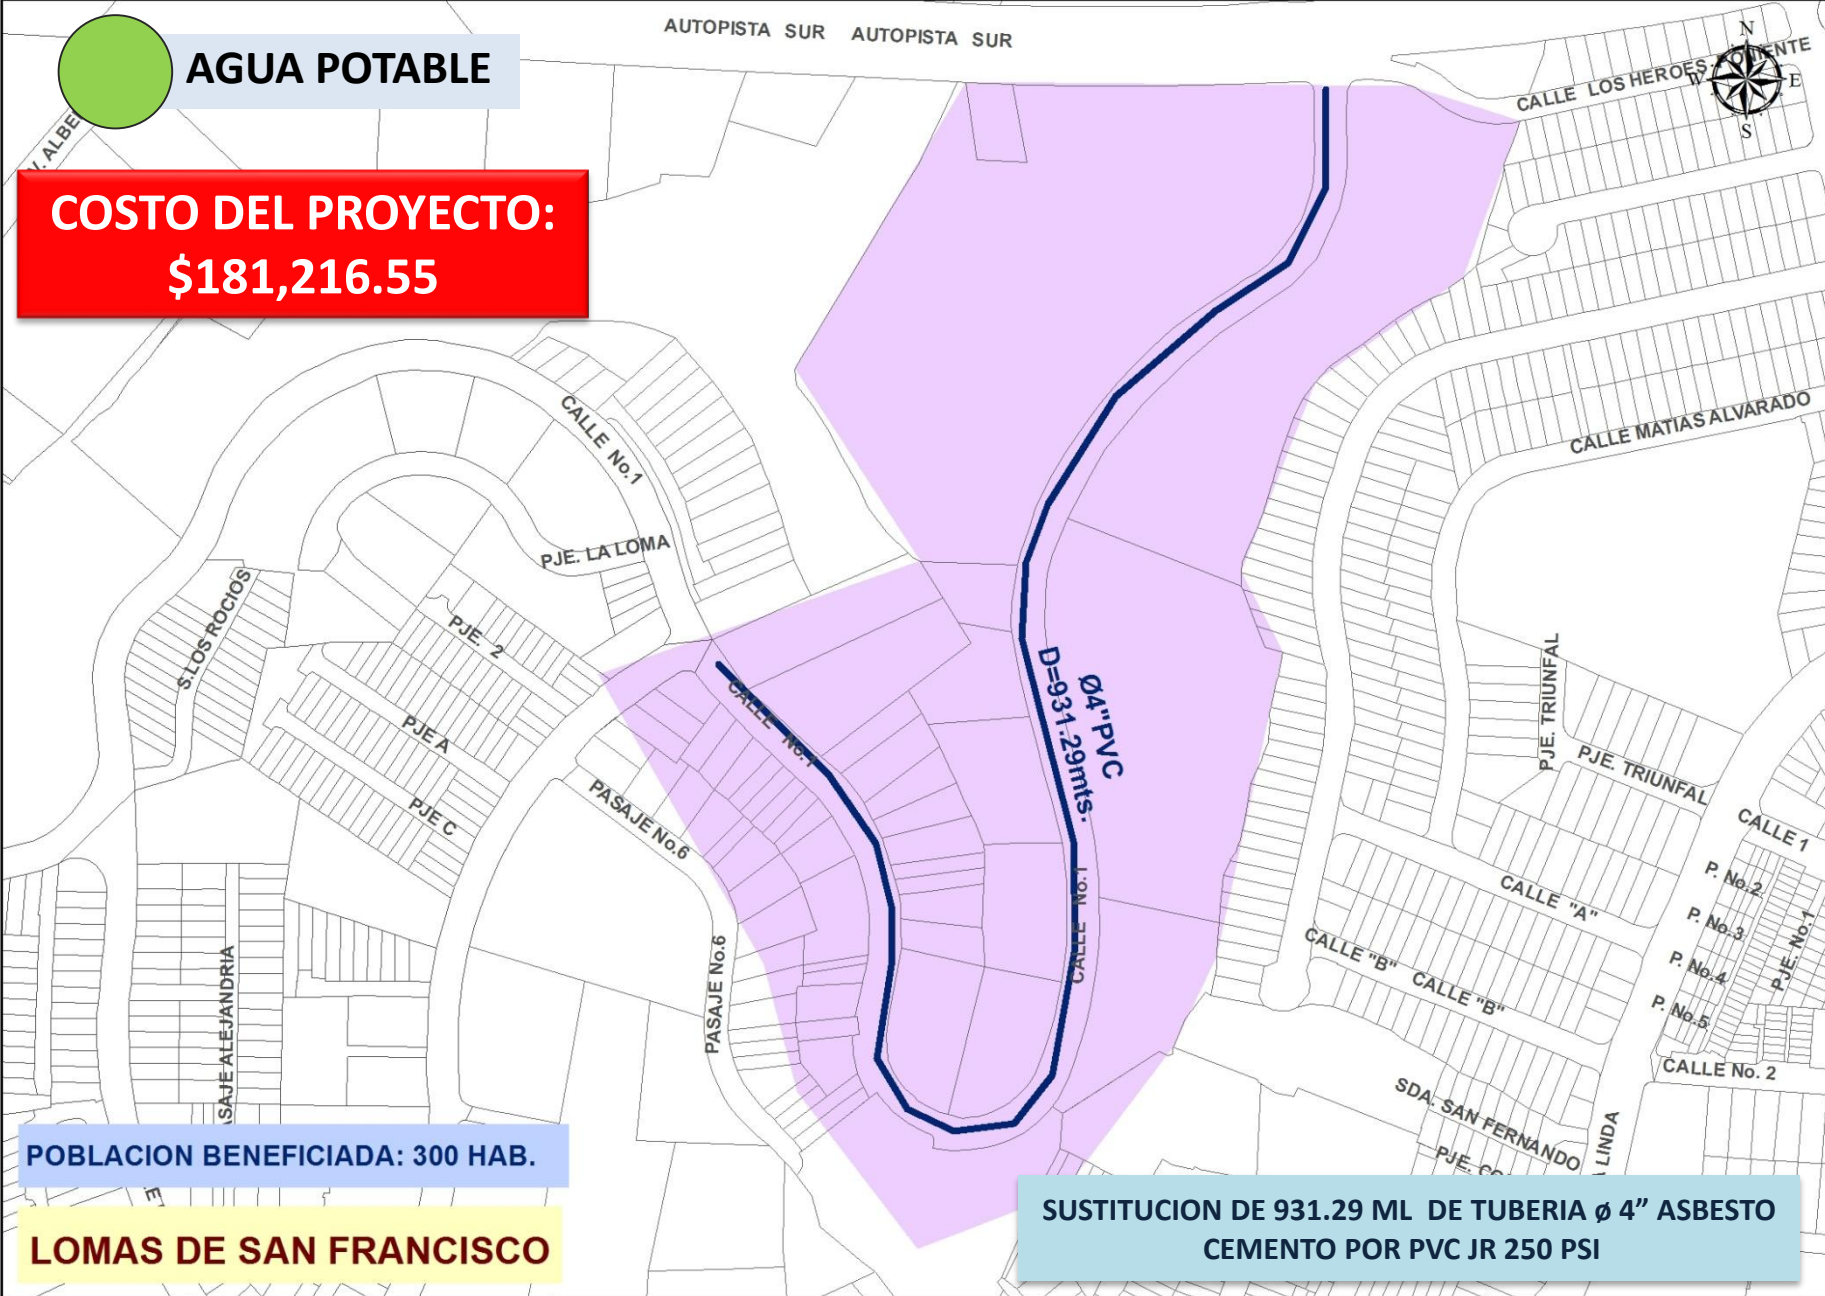 AUTOPISTA SUR AUTOPISTA SUR
AGUA POTABLE
N
W
E
S
CALLE LOS HEROES PONIENTE
COSTO DEL PROYECTO:
$181,216.55
CALLE No.1
CALLE MATIAS ALVARADO
PJE. LA LOMA
S.LOS ROCIOS
PJE. 2
PJE A
PJE C
CALLE No.1
Ø4"PVC
D=931.29mts.
PJE. TRIUNFAL
PJE. TRIUNFAL
PASAJE No.6
CALLE 1
P. No.2
P. No.3
P. No.4
P. No.5
PJE. No.1
CALLE "A"
CALLE "B" CALLE "B"
CALLE No.1
PASAJE No.6
CALLE No. 2
SDA. SAN FERNANDO
LINDA
POBLACION BENEFICIADA: 300 HAB.
LOMAS DE SAN FRANCISCO
SUSTITUCION DE 931.29 ML DE TUBERIA ø 4” ASBESTO
CEMENTO POR PVC JR 250 PSI